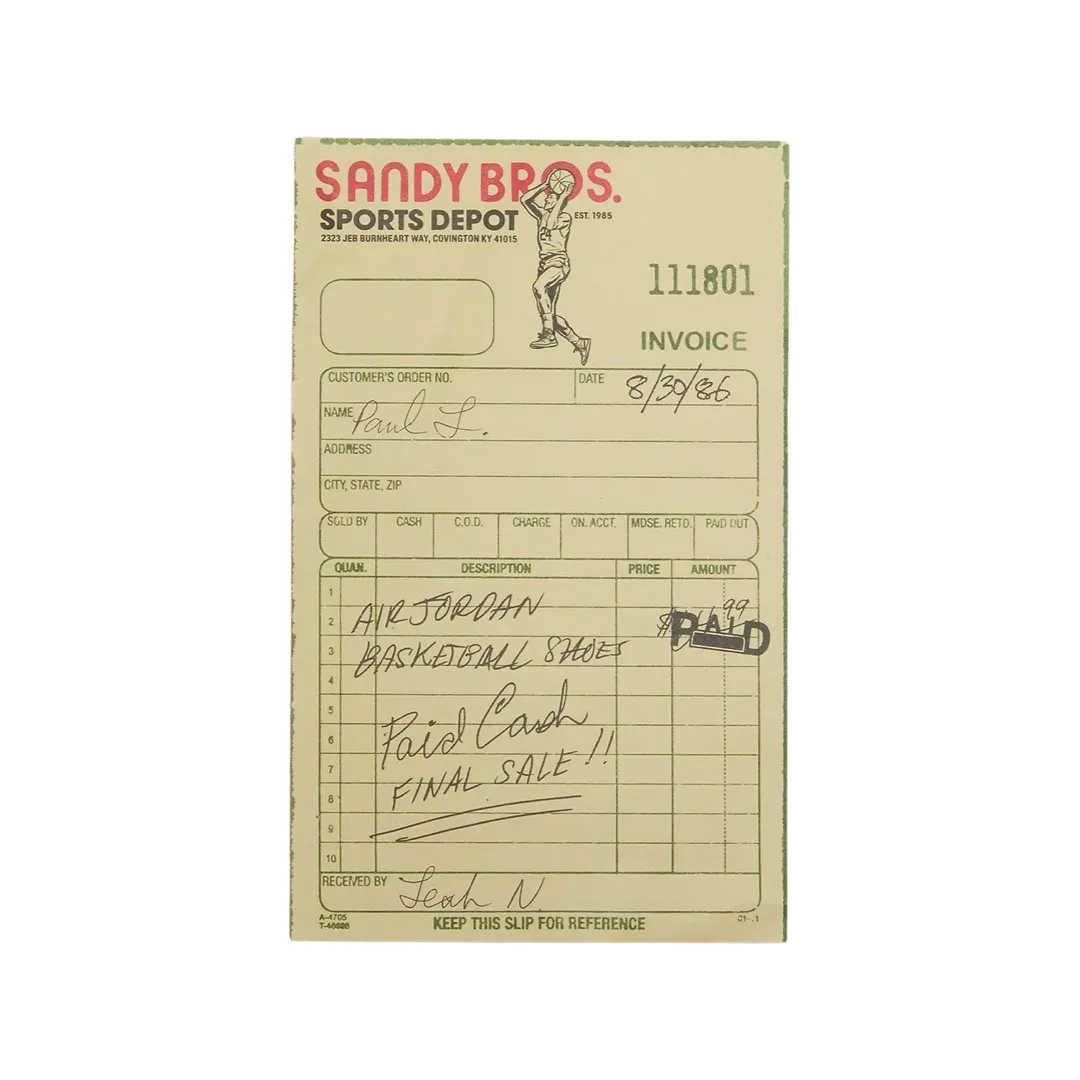 SANDY BROS.
SPORTS DEPOT
EST. 1985
2323 JEB BURNHEART WAY, COVINGTON KY 41015
24
111801
INVOICE
CUSTOMER'S ORDER NO.
DATE 8/30/86
NAME Paul L.
ADDRESS
CITY, STATE, ZIP
SOLD BY CASH C.O.D. CHARGE ON. ACCT. MDSE. RETD. PAID OUT
QUAN. DESCRIPTION PRICE AMOUNT
1
2 AIR JORDAN $ 99
PAID
3 BASKETBALL SHOES
4
5
6 Paid Cash
7
8 FINAL SALE!!
9
10
RECEIVED BY Leah N.
A-4705
KEEP THIS SLIP FOR REFERENCE